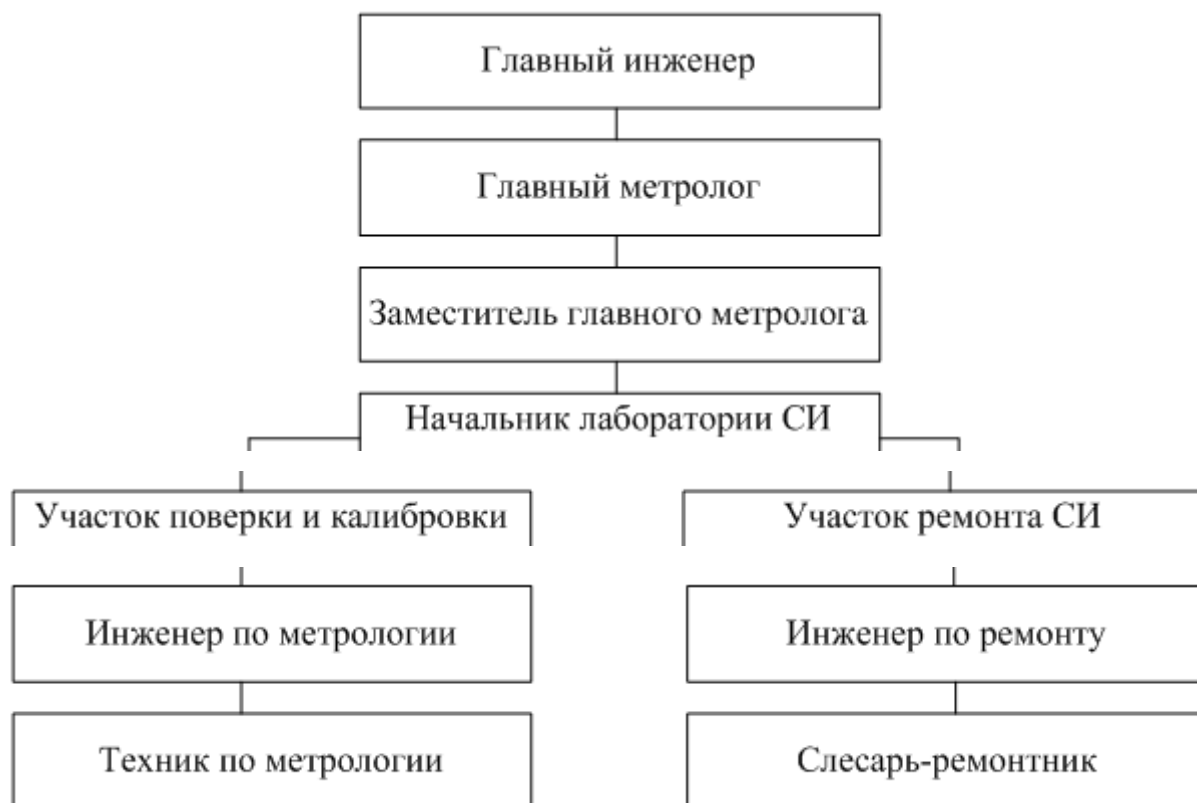 Главный инженер
Главный метролог
Заместитель главного метролога
Начальник лаборатории СИ
Участок поверки и калибровки
Участок ремонта СИ
Инженер по метрологии
Инженер по ремонту
Техник по метрологии
Слесарь-ремонтник